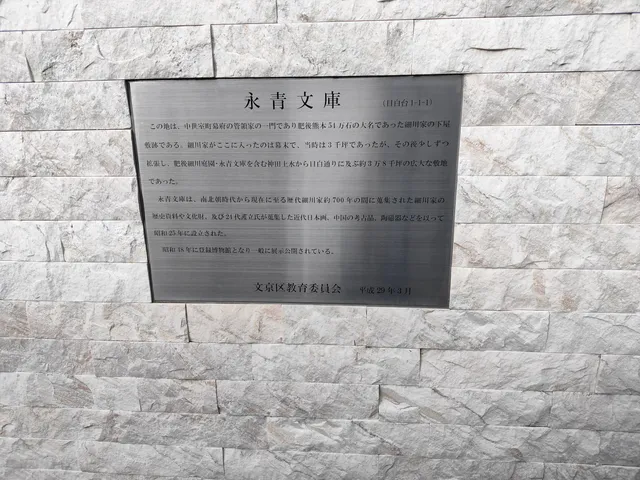 永青文庫 （目白台1-1-1）
この地は、中世室町幕府の管領家の一門であり肥後熊本54万石の大名であった細川家の下屋
敷跡である。細川家がここに入ったのは幕末で、当時は3千坪であったが、その後少しずつ
拡張し、肥後細川庭園・永青文庫を含む神田上水から目白通りに及ぶ約3万8千坪の広大な敷地
であった。
永青文庫は、南北朝時代から現在に至る歴代細川家約700年の間に蒐集された細川家の
歴史資料や文化財、及び24代護立氏が蒐集した近代日本画、中国の考古品、陶磁器などを以って
昭和25年に設立された。
昭和48年に登録博物館となり一般に展示公開されている。
文京区教育委員会 平成29年3月